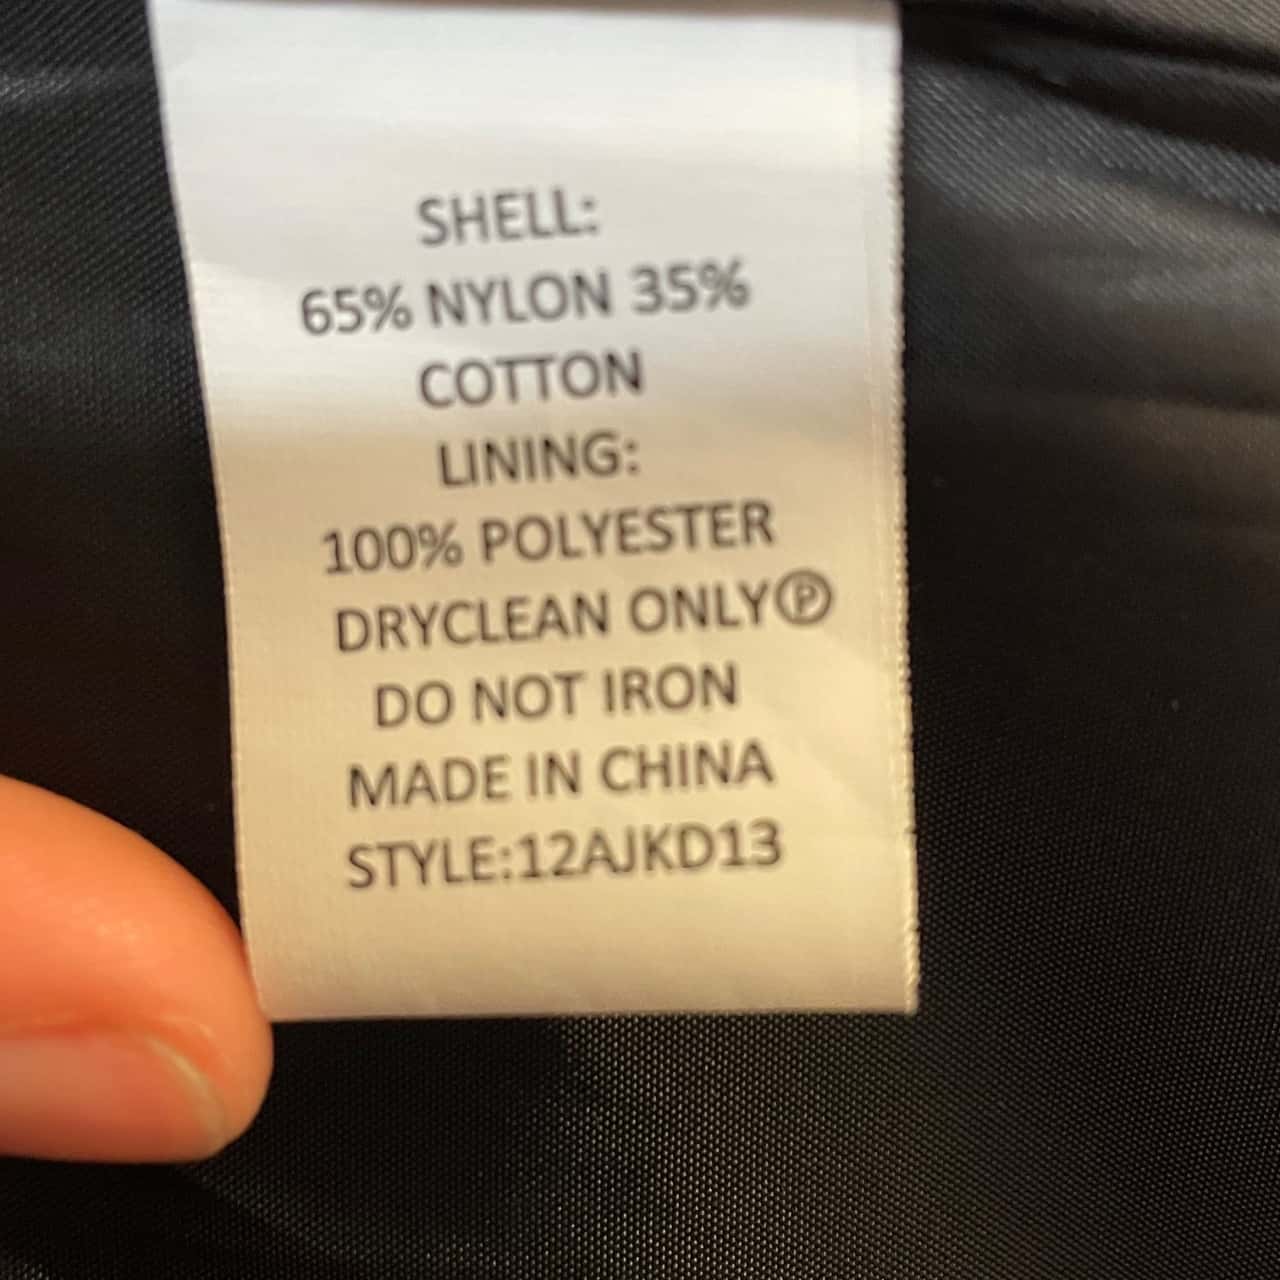 SHELL:
65% NYLON 35%
COTTON
LINING:
100% POLYESTER
DRYCLEAN ONLYⓅ
DO NOT IRON
MADE IN CHINA
STYLE:12AJKD13